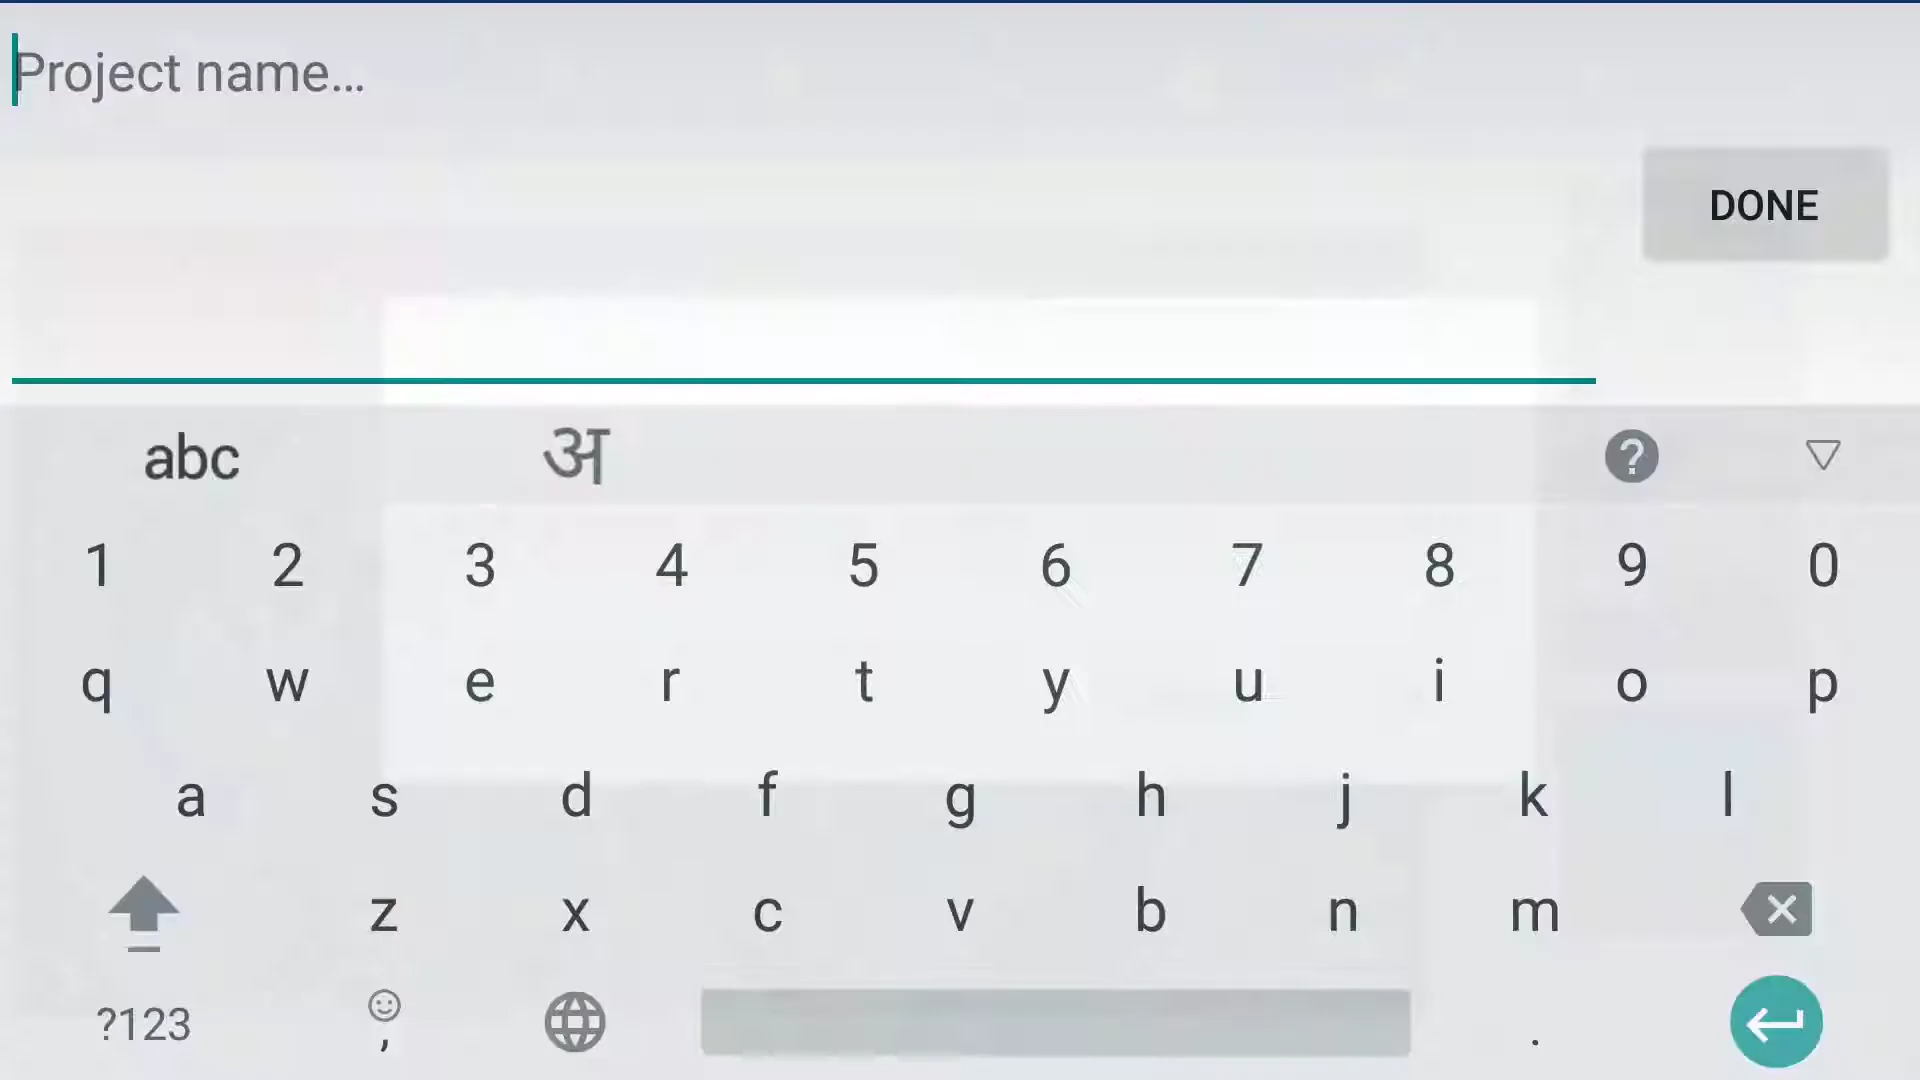 Project name...
DONE
abc अ ?
1 2 3 4 5 6 7 8 9 0
q w e r t y u i o p
a s d f g h j k l
z x c v b n m
?123 , .